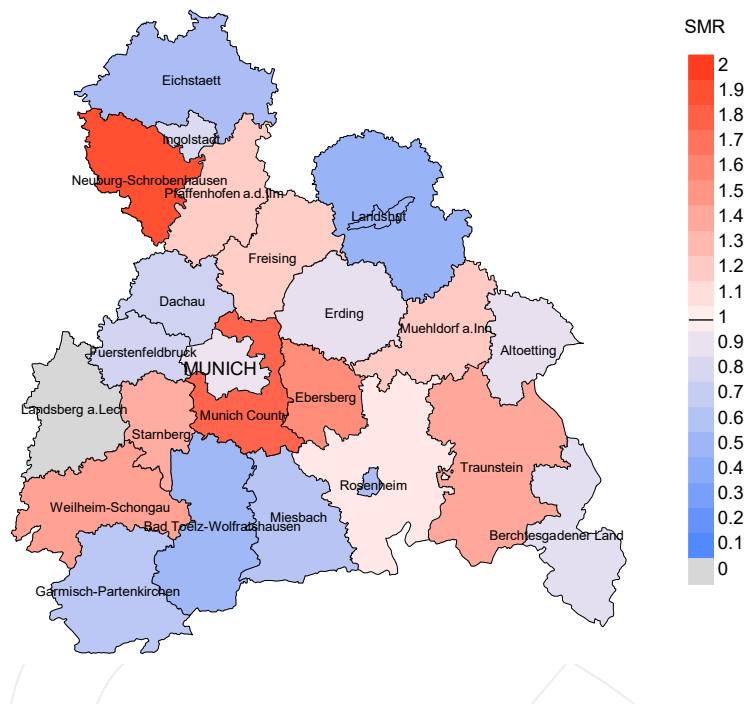 SMR
2
1.9
1.8
1.7
1.6
1.5
1.4
1.3
1.2
1.1
1
0.9
0.8
0.7
0.6
0.5
0.4
0.3
0.2
0.1
0
Eichstaett
Ingolstadt
Neuburg-Schrobenhausen
Pfaffenhofen a.d.Ilm
Landshut
Freising
Dachau
Erding
Muehldorf a.Inn
Altoetting
Fuerstenfeldbruck
MUNICH
Ebersberg
Landsberg a.Lech
Munich County
Starnberg
Traunstein
Rosenheim
Weilheim-Schongau
Miesbach
Bad Toelz-Wolfratshausen
Berchtesgadener Land
Garmisch-Partenkirchen